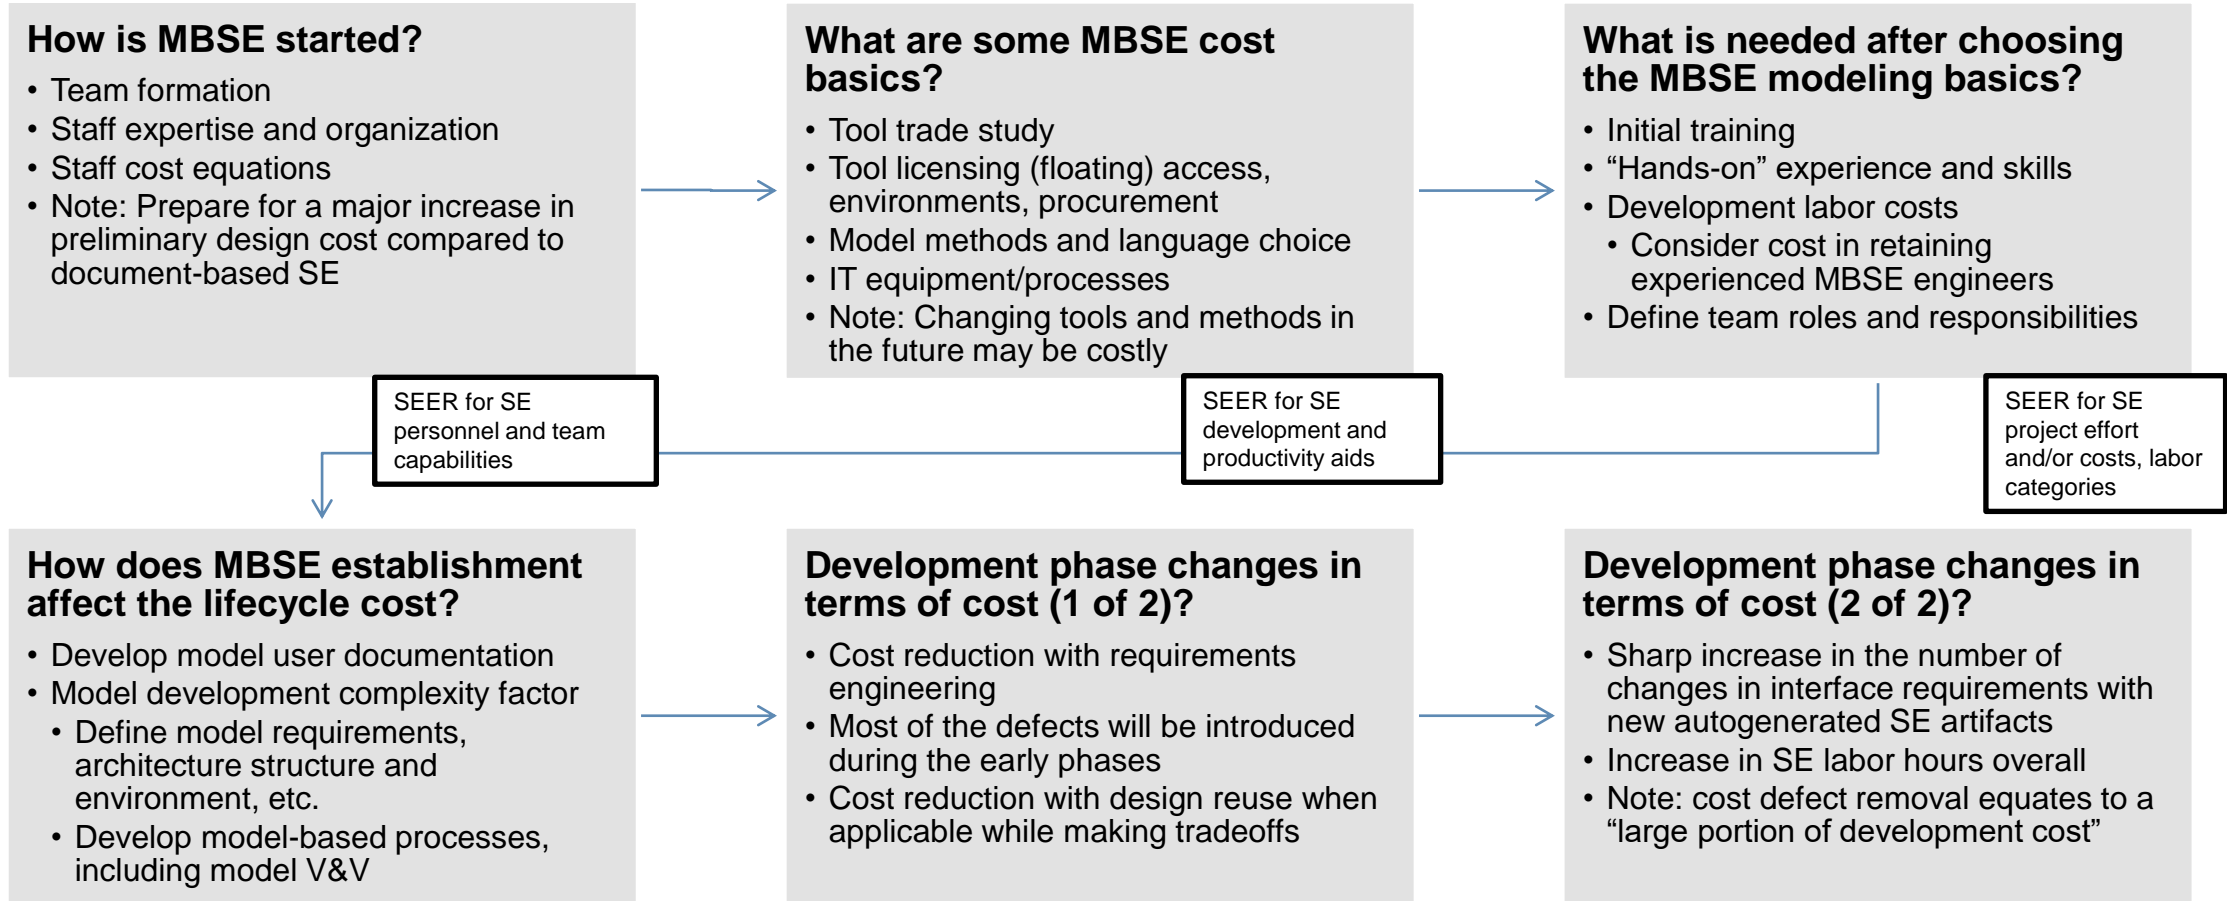 How is MBSE started?
• Team formation
• Staff expertise and organization
• Staff cost equations
• Note: Prepare for a major increase in
preliminary design cost compared to
document-based SE
What are some MBSE cost
basics?
• Tool trade study
• Tool licensing (floating) access,
environments, procurement
• Model methods and language choice
• IT equipment/processes
• Note: Changing tools and methods in
the future may be costly
What is needed after choosing
the MBSE modeling basics?
• Initial training
• “Hands-on” experience and skills
• Development labor costs
• Consider cost in retaining
experienced MBSE engineers
• Define team roles and responsibilities
SEER for SE
personnel and team
capabilities
SEER for SE
development and
productivity aids
SEER for SE
project effort
and/or costs, labor
categories
How does MBSE establishment
affect the lifecycle cost?
• Develop model user documentation
• Model development complexity factor
• Define model requirements,
architecture structure and
environment, etc.
• Develop model-based processes,
including model V&V
Development phase changes in
terms of cost (1 of 2)?
• Cost reduction with requirements
engineering
• Most of the defects will be introduced
during the early phases
• Cost reduction with design reuse when
applicable while making tradeoffs
Development phase changes in
terms of cost (2 of 2)?
• Sharp increase in the number of
changes in interface requirements with
new autogenerated SE artifacts
• Increase in SE labor hours overall
• Note: cost defect removal equates to a
“large portion of development cost”